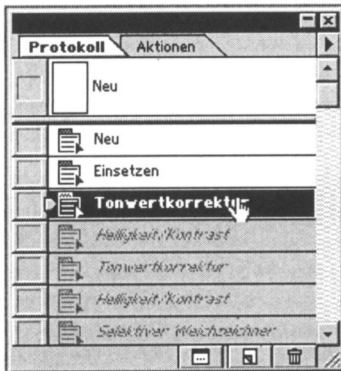 Protokoll Aktionen
Neu
Neu
Einsetzen
Tonwertkorrektur
Helligkeit/Kontrast
Tonwertkorrektur
Helligkeit/Kontrast
Selektiver Weichzeichner